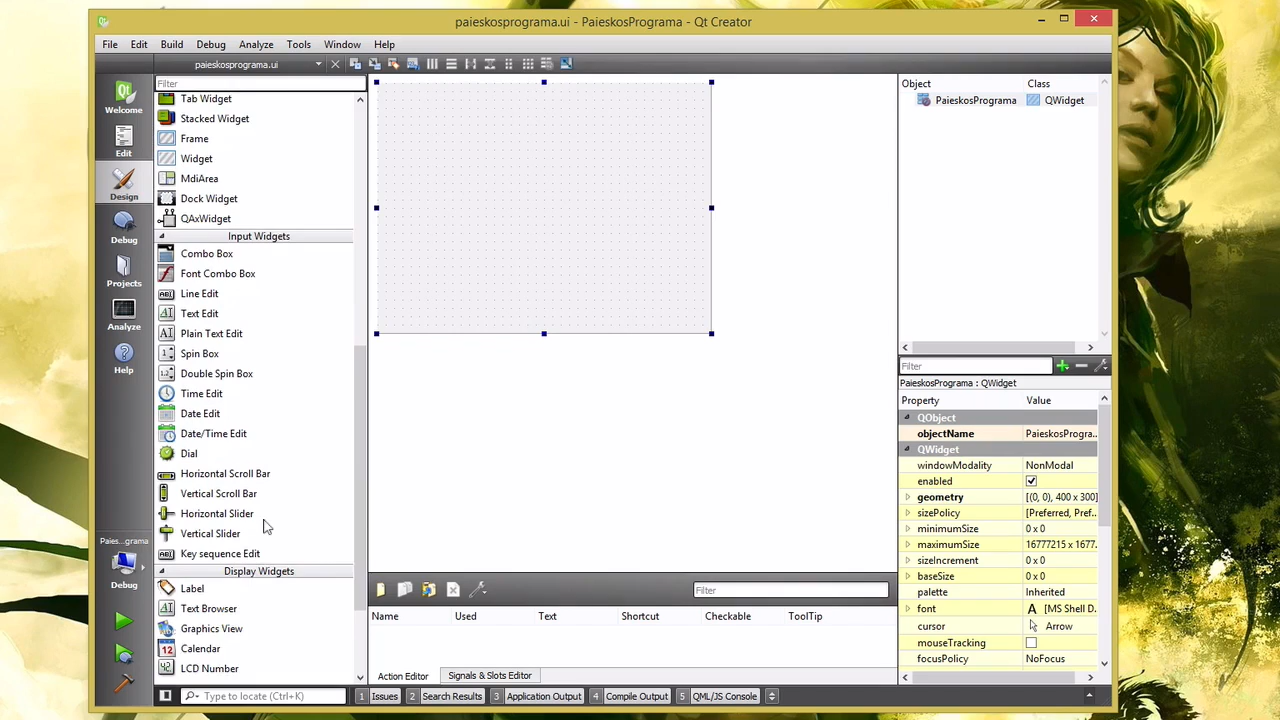 paieskosprograma.ui - PaieskosPrograma - Qt Creator
File Edit Build Debug Analyze Tools Window Help
paieskosprograma.ui
Welcome
Edit
Design
Debug
Projects
Analyze
Help
Paies...grama
Debug
Filter
Tab Widget
Stacked Widget
Frame
Widget
MdiArea
Dock Widget
QAxWidget
Input Widgets
Combo Box
Font Combo Box
Line Edit
Text Edit
Plain Text Edit
Spin Box
Double Spin Box
Time Edit
Date Edit
Date/Time Edit
Dial
Horizontal Scroll Bar
Vertical Scroll Bar
Horizontal Slider
Vertical Slider
Key sequence Edit
Display Widgets
Label
Text Browser
Graphics View
Calendar
LCD Number
Filter
Name Used Text Shortcut Checkable ToolTip
Action Editor Signals & Slots Editor
Object Class
PaieskosPrograma QWidget
Filter
PaieskosPrograma : QWidget
Property Value
QObject
objectName PaieskosProgra...
QWidget
windowModality NonModal
enabled
geometry [(0, 0), 400 x 300]
sizePolicy [Preferred, Pref...
minimumSize 0 x 0
maximumSize 16777215 x 1677...
sizeIncrement 0 x 0
baseSize 0 x 0
palette Inherited
font A [MS Shell D...
cursor Arrow
mouseTracking
focusPolicy NoFocus
Type to locate (Ctrl+K) 1 Issues 2 Search Results 3 Application Output 4 Compile Output 5 QML/JS Console